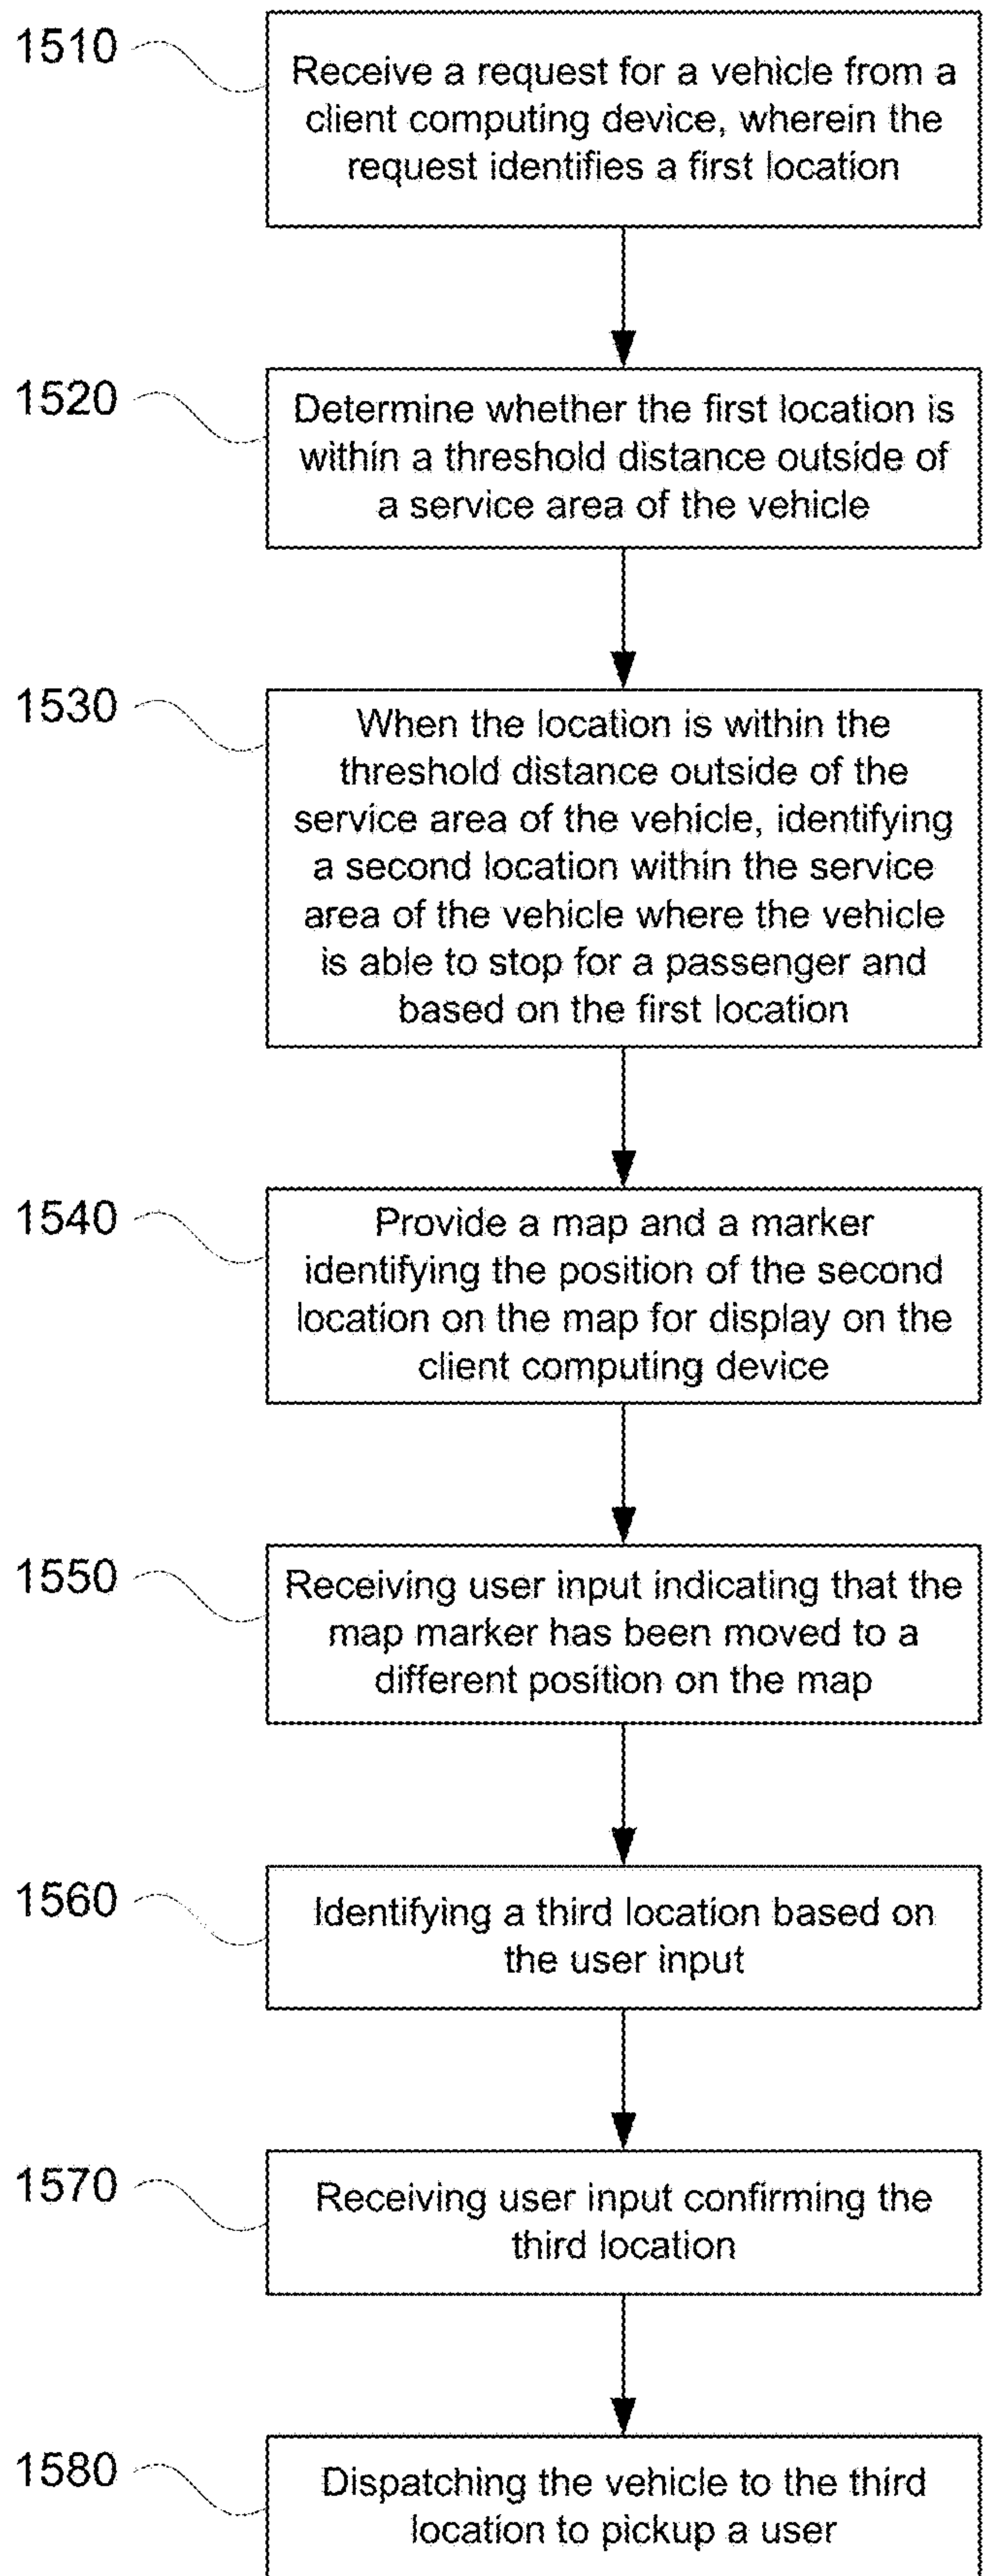 1510
Receive a request for a vehicle from a
client computing device, wherein the
request identifies a first location
1520
Determine whether the first location is
within a threshold distance outside of
a service area of the vehicle
1530
When the location is within the
threshold distance outside of the
service area of the vehicle, identifying
a second location within the service
area of the vehicle where the vehicle
is able to stop for a passenger and
based on the first location
1540
Provide a map and a marker
identifying the position of the second
location on the map for display on the
client computing device
1550
Receiving user input indicating that the
map marker has been moved to a
different position on the map
1560
Identifying a third location based on
the user input
1570
Receiving user input confirming the
third location
1580
Dispatching the vehicle to the third
location to pickup a user